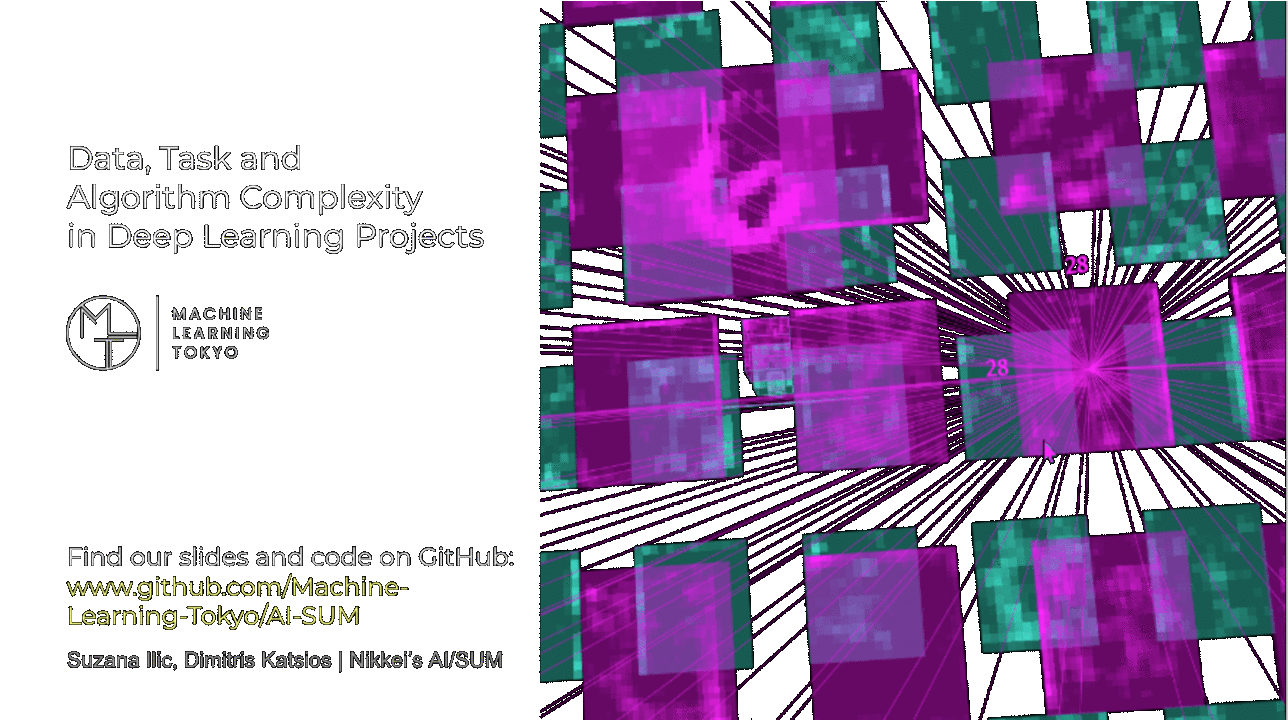 Data, Task and
Algorithm Complexity
in Deep Learning Projects
MLT
MACHINE
LEARNING
TOKYO
28
28
Find our slides and code on GitHub:
www.github.com/Machine-
Learning-Tokyo/AI-SUM
Suzana Ilic, Dimitris Katsios | Nikkei's AI/SUM